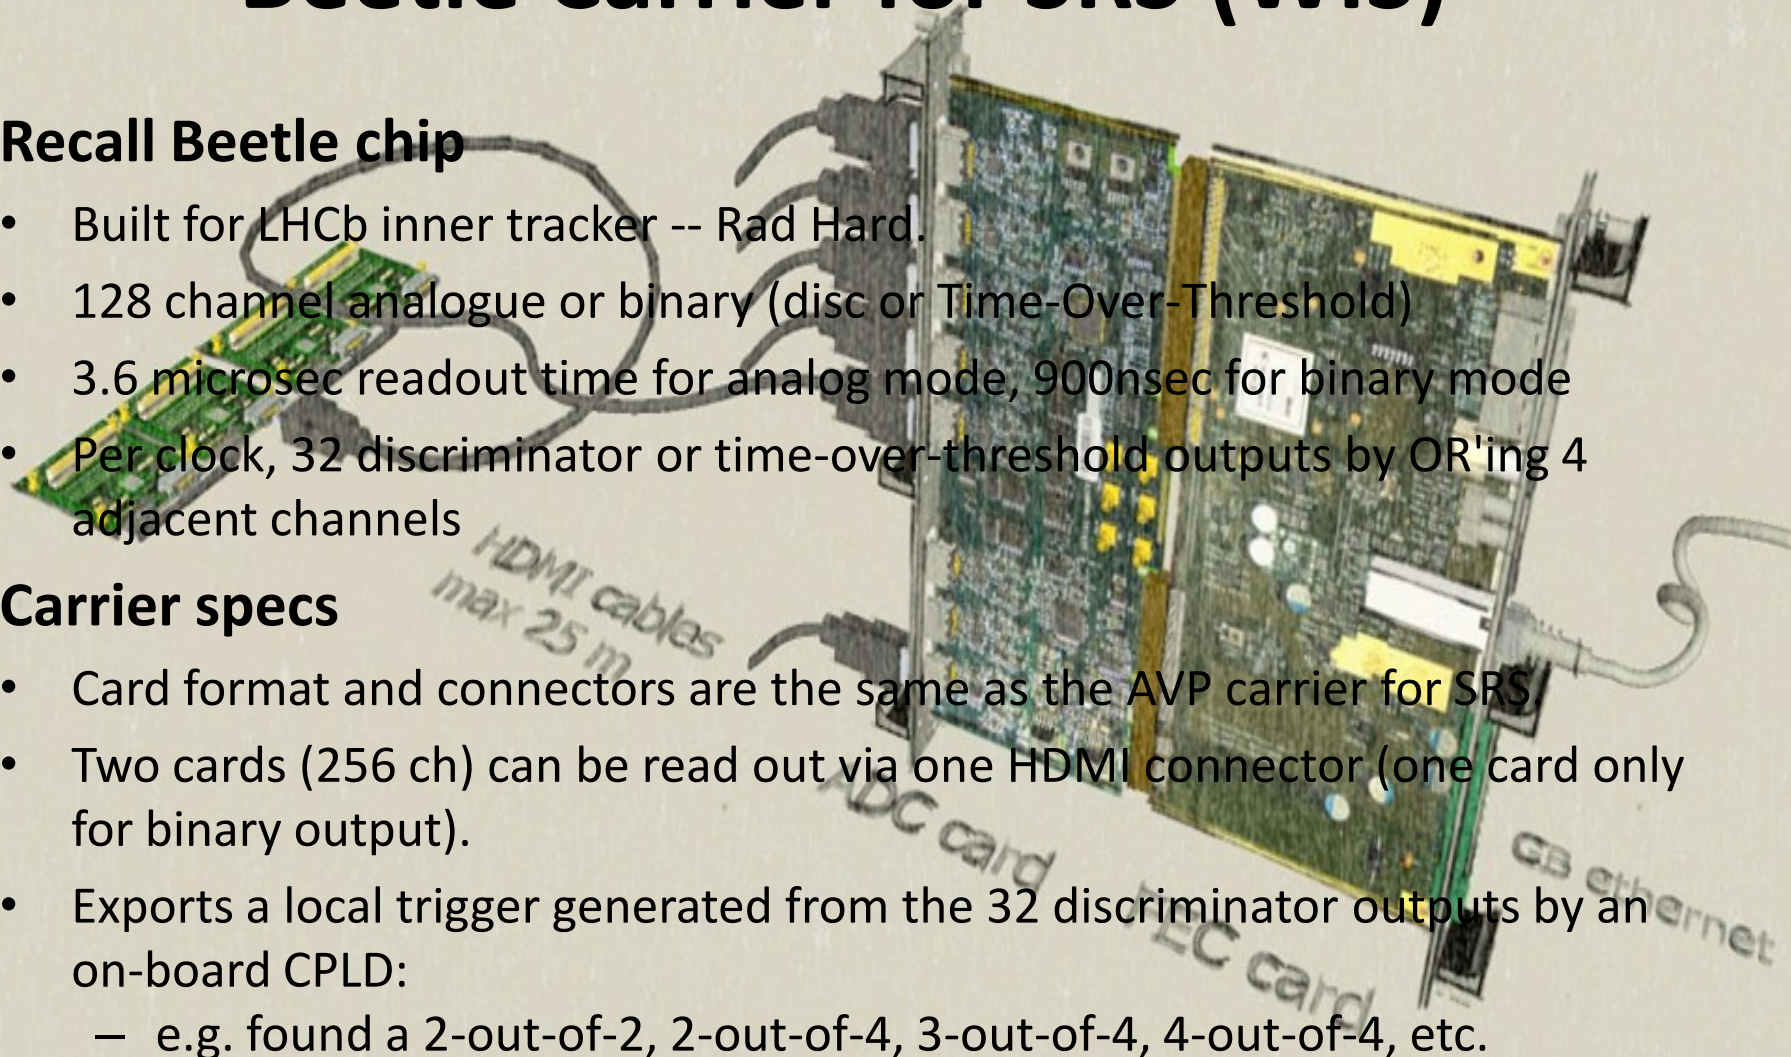 Beetle Carrier for SRS (WIS)
Recall Beetle chip
• Built for LHCb inner tracker -- Rad Hard.
• 128 channel analogue or binary (disc or Time-Over-Threshold)
• 3.6 microsec readout time for analog mode, 900nsec for binary mode
• Per clock, 32 discriminator or time-over-threshold outputs by OR'ing 4
adjacent channels
HDMI cables
max 25 m
Carrier specs
• Card format and connectors are the same as the AVP carrier for SRS.
• Two cards (256 ch) can be read out via one HDMI connector (one card only
for binary output).
ADC card
• Exports a local trigger generated from the 32 discriminator outputs by an
on-board CPLD:
FEC card
GB ethernet
– e.g. found a 2-out-of-2, 2-out-of-4, 3-out-of-4, 4-out-of-4, etc.